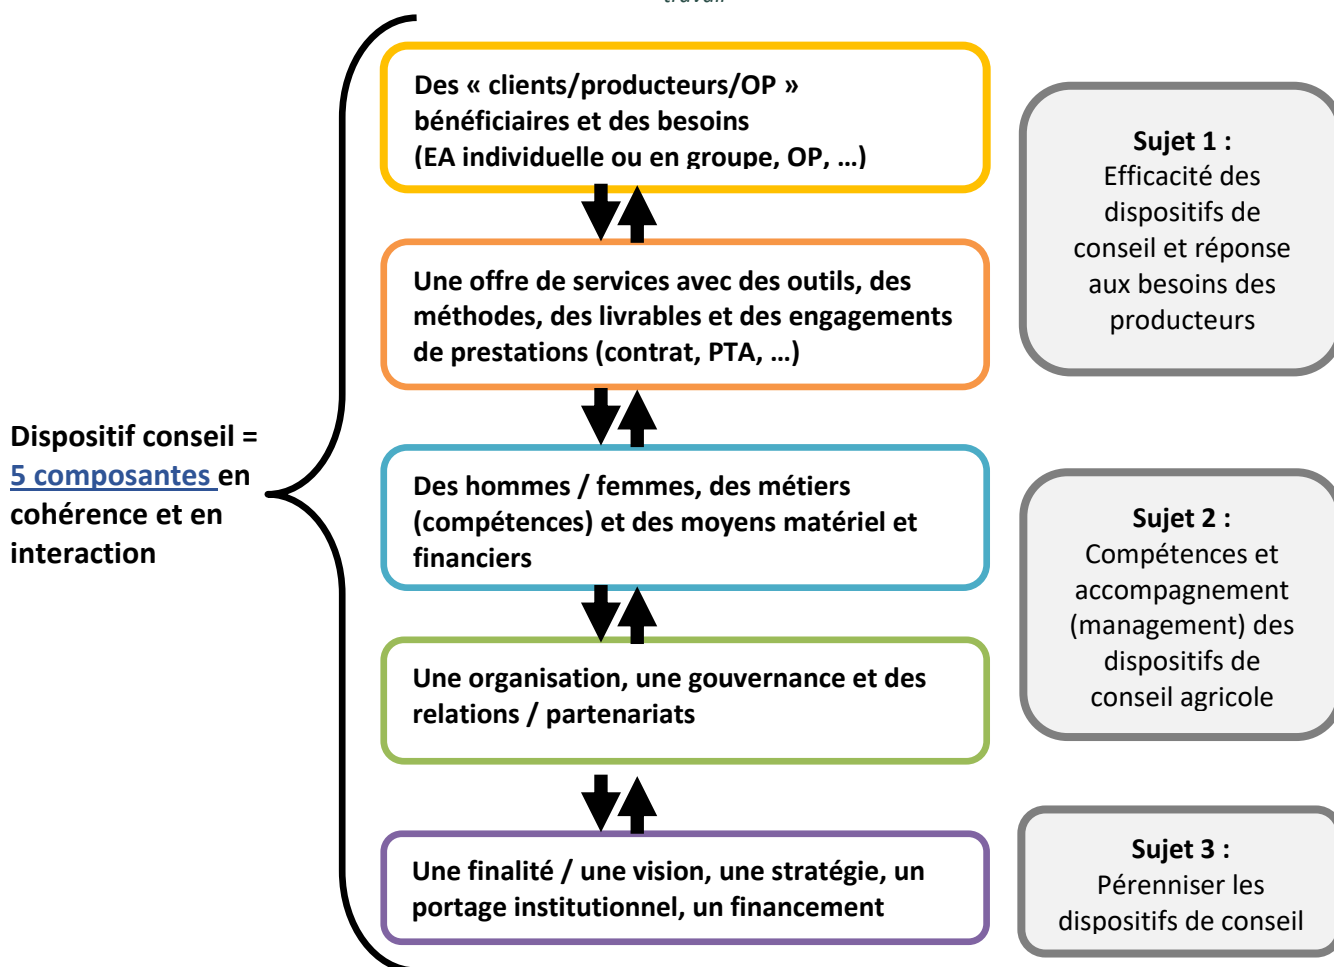 travail
Des « clients/producteurs/OP »
bénéficiaires et des besoins
(EA individuelle ou en groupe, OP, …)
Sujet 1 :
Efficacité des
dispositifs de
conseil et réponse
aux besoins des
producteurs
Une offre de services avec des outils, des
méthodes, des livrables et des engagements
de prestations (contrat, PTA, …)
Dispositif conseil =
5 composantes en
cohérence et en
interaction
Des hommes / femmes, des métiers
(compétences) et des moyens matériel et
financiers
Sujet 2 :
Compétences et
accompagnement
(management) des
dispositifs de
conseil agricole
Une organisation, une gouvernance et des
relations / partenariats
Une finalité / une vision, une stratégie, un
portage institutionnel, un financement
Sujet 3 :
Pérenniser les
dispositifs de conseil